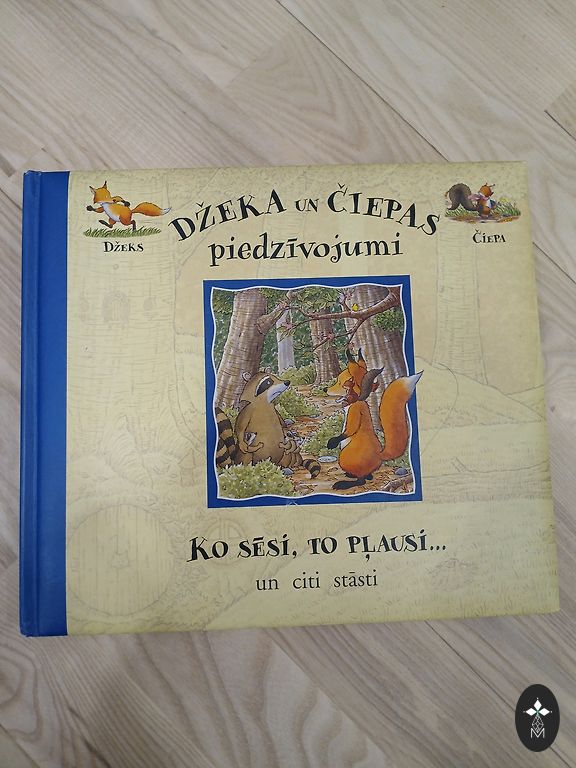 DŽEKA UN ČIEPAS
piedzīvojumi
DŽEKS
ČIEPA
KO SĒSI, TO PĻAUSI...
un citi stāsti
M